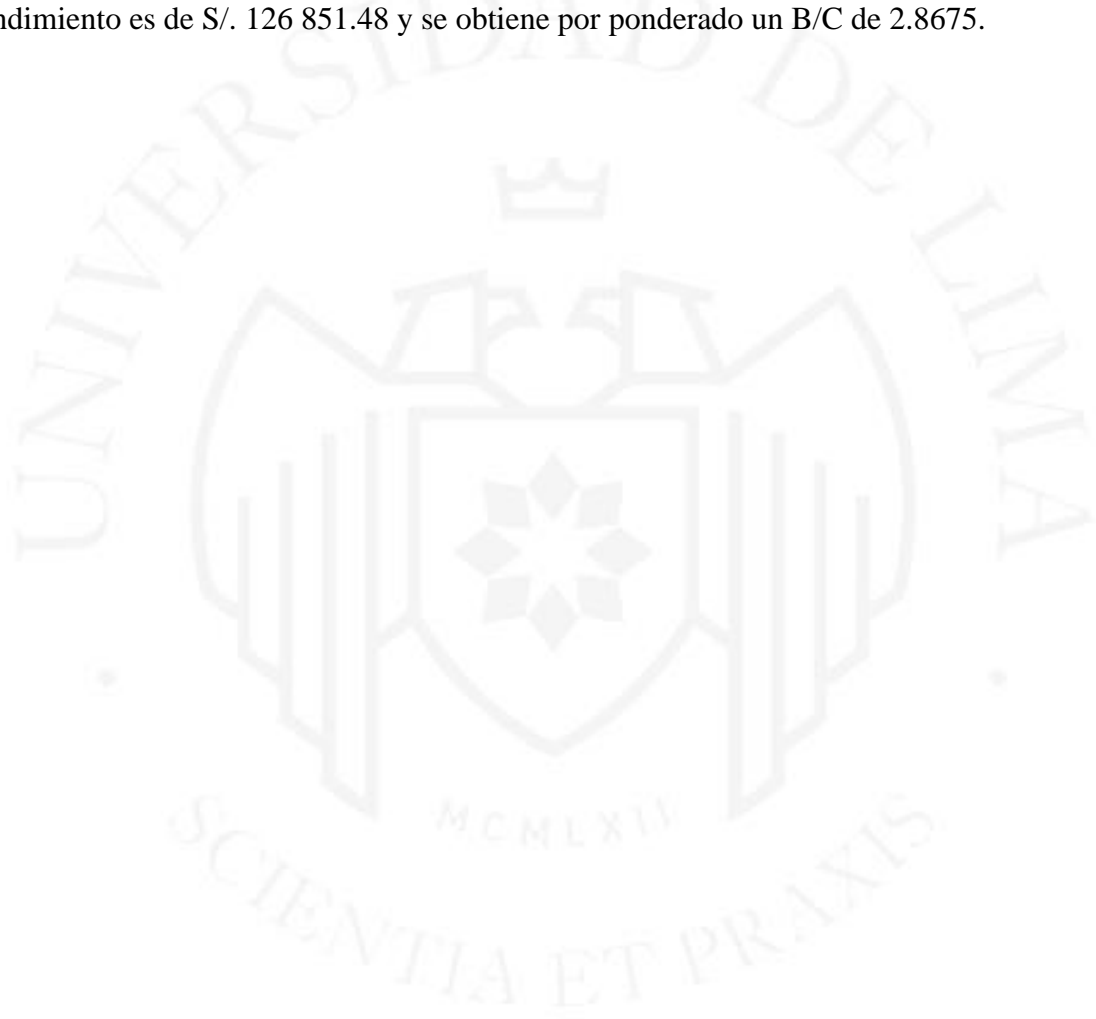 ndimiento es de S/. 126 851.48 y se obtiene por ponderado un B/C de 2.8675.
UNIVERSIDAD DE LIMA
MCMLXII
SCIENTIA ET PRAXIS